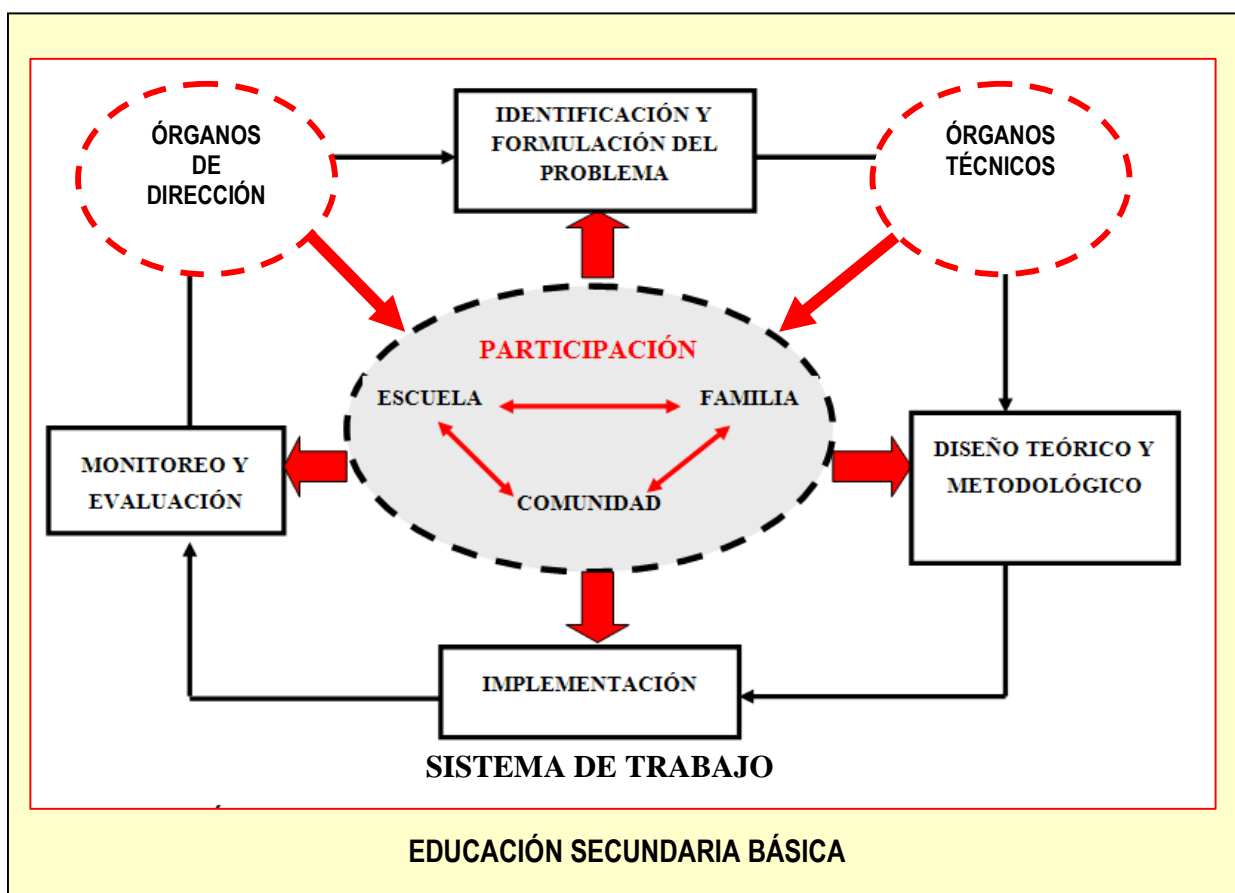 ÓRGANOS
DE
DIRECCIÓN
IDENTIFICACIÓN Y
FORMULACIÓN DEL
PROBLEMA
ÓRGANOS
TÉCNICOS
PARTICIPACIÓN
ESCUELA
FAMILIA
COMUNIDAD
MONITOREO Y
EVALUACIÓN
DISEÑO TEÓRICO Y
METODOLÓGICO
IMPLEMENTACIÓN
SISTEMA DE TRABAJO
EDUCACIÓN SECUNDARIA BÁSICA